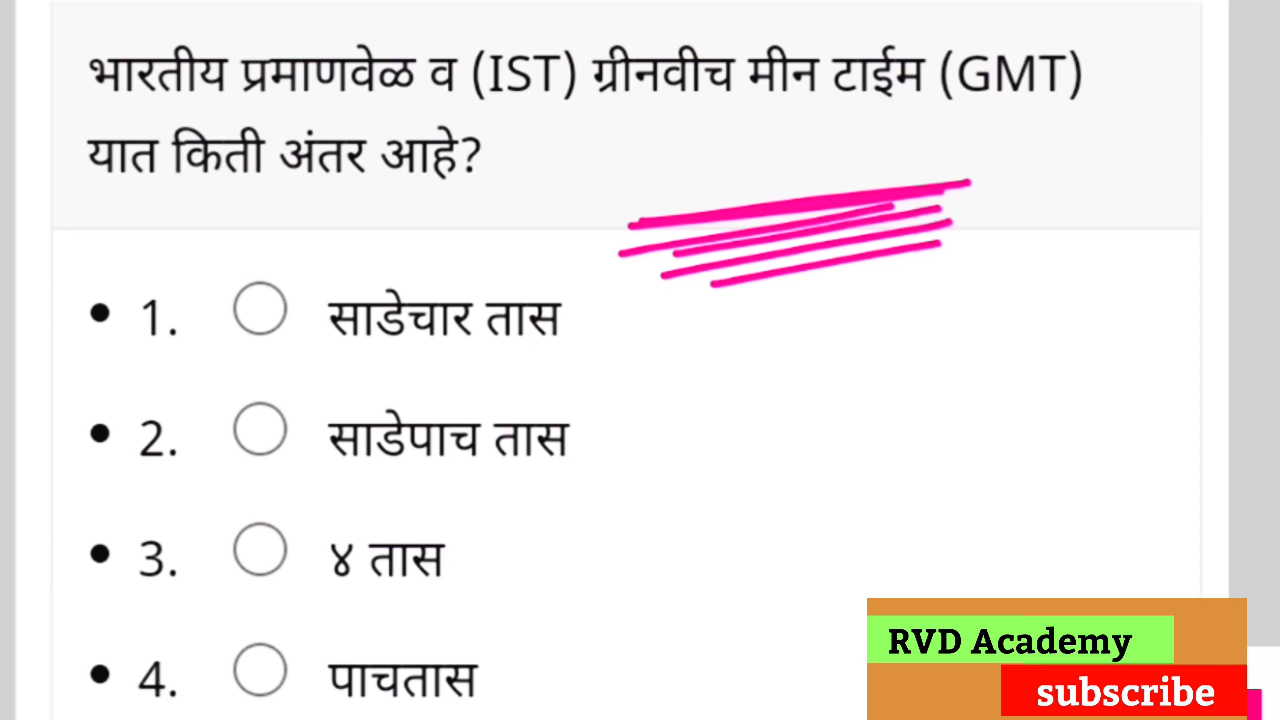 भारतीय प्रमाणवेळ व (IST) ग्रीनवीच मीन टाईम (GMT)
यात किती अंतर आहे?
• 1. साडेचार तास
• 2. साडेपाच तास
• 3. ४ तास
• 4. पाचतास
RVD Academy
subscribe